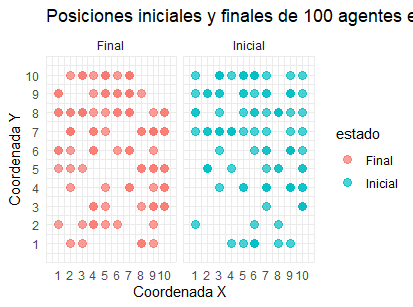 Posiciones iniciales y finales de 100 agentes e
Final
Inicial
Coordenada Y
10
9
8
7
6
5
4
3
2
1
1 2 3 4 5 6 7 8 9 10
1 2 3 4 5 6 7 8 9 10
Coordenada X
estado
Final
Inicial